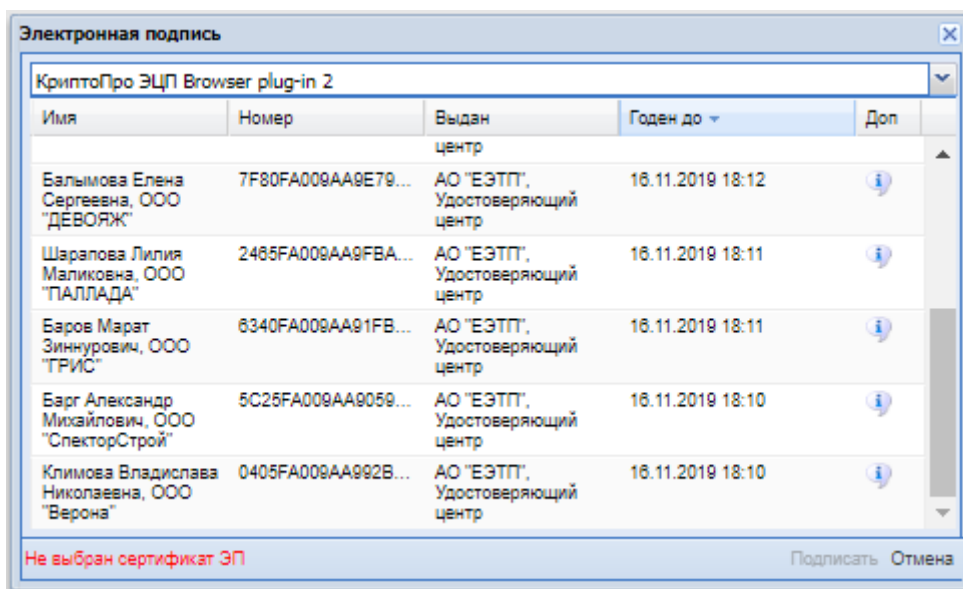 Электронная подпись
КриптоПро ЭЦП Browser plug-in 2
Имя Номер Выдан Годен до Доп
центр
Балымова Елена 7F80FA009AA9E79... АО "ЕЭТП", 16.11.2019 18:12
Сергеевна, ООО Удостоверяющий
"ДЕВОЯЖ" центр
Шарапова Лилия 2465FA009AA9FBA... АО "ЕЭТП", 16.11.2019 18:11
Маликовна, ООО Удостоверяющий
"ПАЛЛАДА" центр
Баров Марат 6340FA009AA91FB... АО "ЕЭТП", 16.11.2019 18:11
Зиннурович, ООО Удостоверяющий
"ГРИС" центр
Барг Александр 5C25FA009AA9059... АО "ЕЭТП", 16.11.2019 18:10
Михайлович, ООО Удостоверяющий
"СпекторСтрой" центр
Климова Владислава 0405FA009AA992B... АО "ЕЭТП", 16.11.2019 18:10
Николаевна, ООО Удостоверяющий
"Верона" центр
Не выбран сертификат ЭП Подписать Отмена